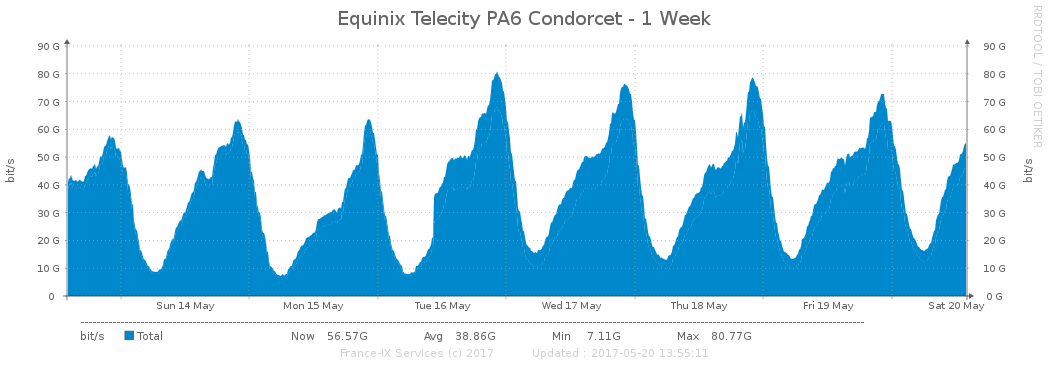 Equinix Telecity PA6 Condorcet - 1 Week
RRDTOOL / TOBI OETIKER
90 G 90 G
80 G 80 G
70 G 70 G
60 G 60 G
50 G 50 G
40 G 40 G
30 G 30 G
20 G 20 G
10 G 10 G
0 0 G
bit/s
bit/s
Sun 14 May Mon 15 May Tue 16 May Wed 17 May Thu 18 May Fri 19 May Sat 20 May
bit/s Total Now 56.57G Avg 38.86G Min 7.11G Max 80.77G
France-IX Services (c) 2017 Updated : 2017-05-20 13:55:11